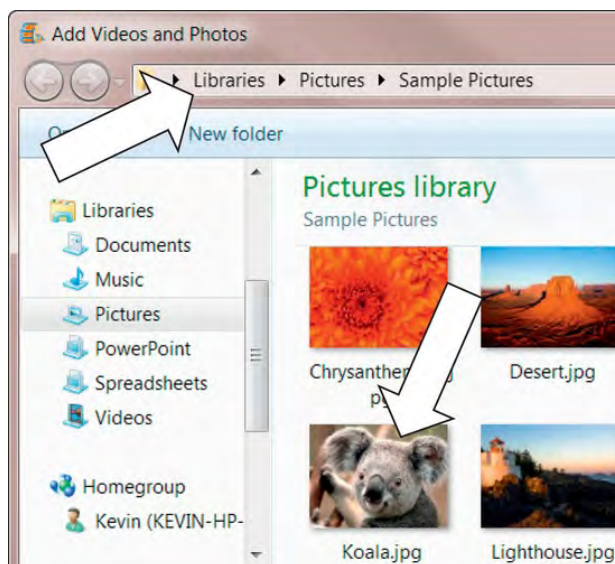 Add Videos and Photos
Libraries Pictures Sample Pictures
New folder
Libraries
Documents
Music
Pictures
PowerPoint
Spreadsheets
Videos
Homegroup
Kevin (KEVIN-HP-
Pictures library
Sample Pictures
Desert.jpg
Koala.jpg
Lighthouse.jpg